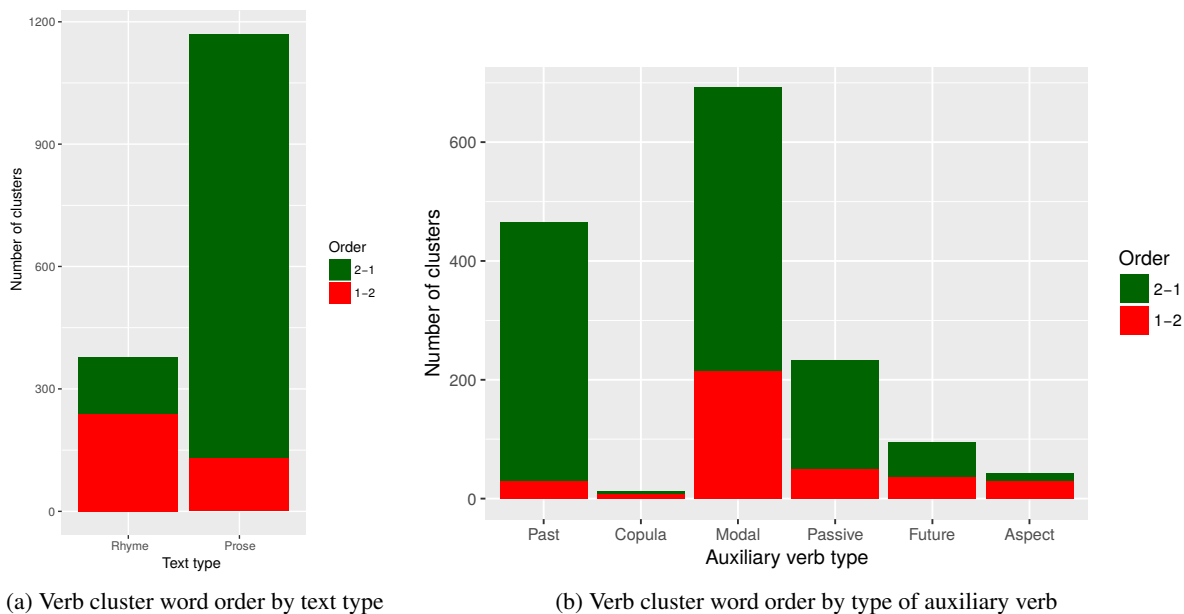 1200
900
600
300
0
Number of clusters
Rhyme
Prose
Text type
Order
2−1
1−2
(a) Verb cluster word order by text type
600
400
200
0
Number of clusters
Past
Copula
Modal
Passive
Future
Aspect
Auxiliary verb type
Order
2−1
1−2
(b) Verb cluster word order by type of auxiliary verb